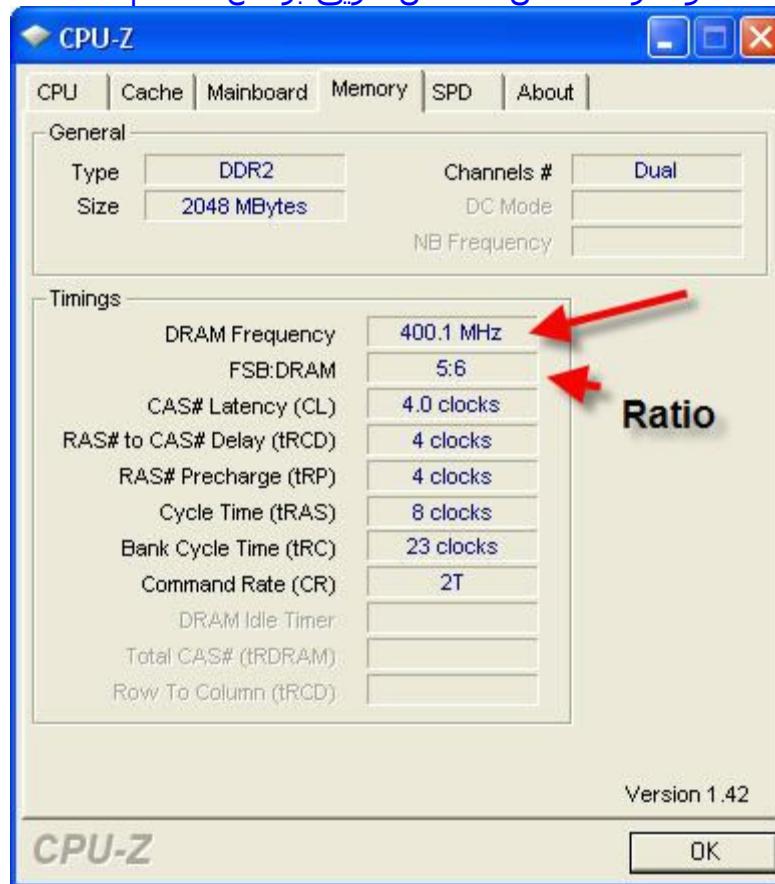 CPU-Z
CPU Cache Mainboard Memory SPD About
General
Type DDR2 Channels # Dual
Size 2048 MBytes DC Mode
NB Frequency
Timings
DRAM Frequency 400.1 MHz
FSB:DRAM 5:6
Ratio
CAS# Latency (CL) 4.0 clocks
RAS# to CAS# Delay (tRCD) 4 clocks
RAS# Precharge (tRP) 4 clocks
Cycle Time (tRAS) 8 clocks
Bank Cycle Time (tRC) 23 clocks
Command Rate (CR) 2T
DRAM Idle Timer
Total CAS# (tRDRAM)
Row To Column (tRCD)
Version 1.42
CPU-Z OK